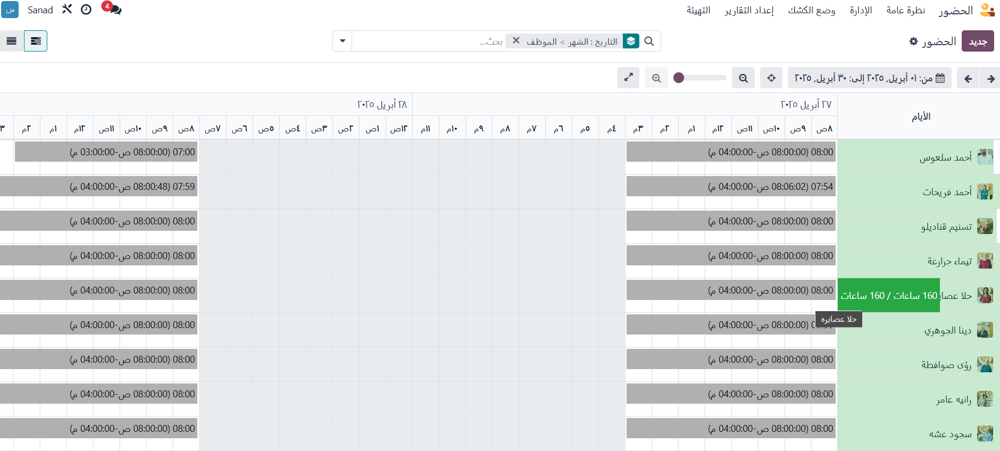 الحضور نظرة عامة الإدارة وضع الكشك إعداد التقارير التهيئة 4 Sanad س
جديد الحضور التاريخ : الشهر > الموظف بحث...
من: ٠١ أبريل, ٢٠٢٥ إلى: ٣٠ أبريل, ٢٠٢٥
الأيام ٢٧ أبريل ٢٠٢٥ ٢٨ أبريل ٢٠٢٥
٨ص ٩ص ١٠ص ١١ص ١٢م ١م ٢م ٣م ٤م ٥م ٦م ٧م ٨م ٩م ١٠م ١١م ١٢ص ١ص ٢ص ٣ص ٤ص ٥ص ٦ص ٧ص ٨ص ٩ص ١٠ص ١١ص ١٢م ١م ٢م ٣
أحمد سلعوس 08:00 (08:00:00 ص-04:00:00 م) 07:00 (08:00:00 ص-03:00:00 م)
أحمد فريحات 07:54 (08:06:02 ص-04:00:00 م) 07:59 (08:00:48 ص-04:00:00 م)
تسنيم قناديلو 08:00 (08:00:00 ص-04:00:00 م) 08:00 (08:00:00 ص-04:00:00 م)
تيماء جرارعة 08:00 (08:00:00 ص-04:00:00 م) 08:00 (08:00:00 ص-04:00:00 م)
حلا عصاي 160 ساعات / 160 ساعات 08:00 (08:00:00 ص-04:00:00 م) 08:00 (08:00:00 ص-04:00:00 م)
حلا عصايره
دينا الجوهري (08:00:00 ص-04:00:00 م) 08:00 (08:00:00 ص-04:00:00 م)
رؤى صوافطة 08:00 (08:00:00 ص-04:00:00 م) 08:00 (08:00:00 ص-04:00:00 م)
رانيه عامر 08:00 (08:00:00 ص-04:00:00 م) 08:00 (08:00:00 ص-04:00:00 م)
سجود عشه 08:00 (08:00:00 ص-04:00:00 م) 08:00 (08:00:00 ص-04:00:00 م)